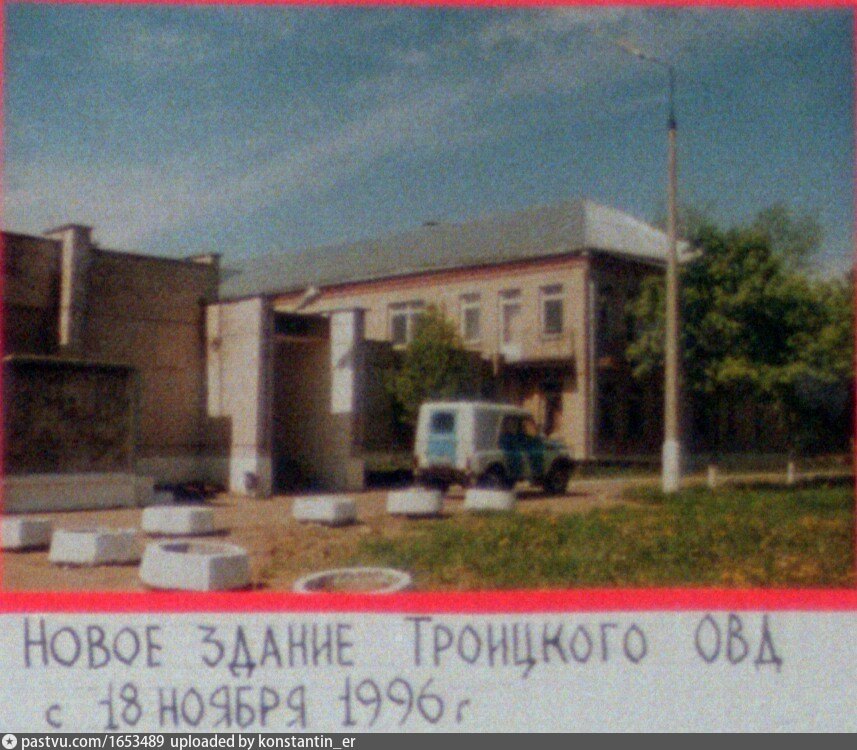 НОВОЕ ЗДАНИЕ ТРОИЦКОГО ОВД
с 18 НОЯБРЯ 1996 г
pastvu.com/1653489 uploaded by konstantin_er